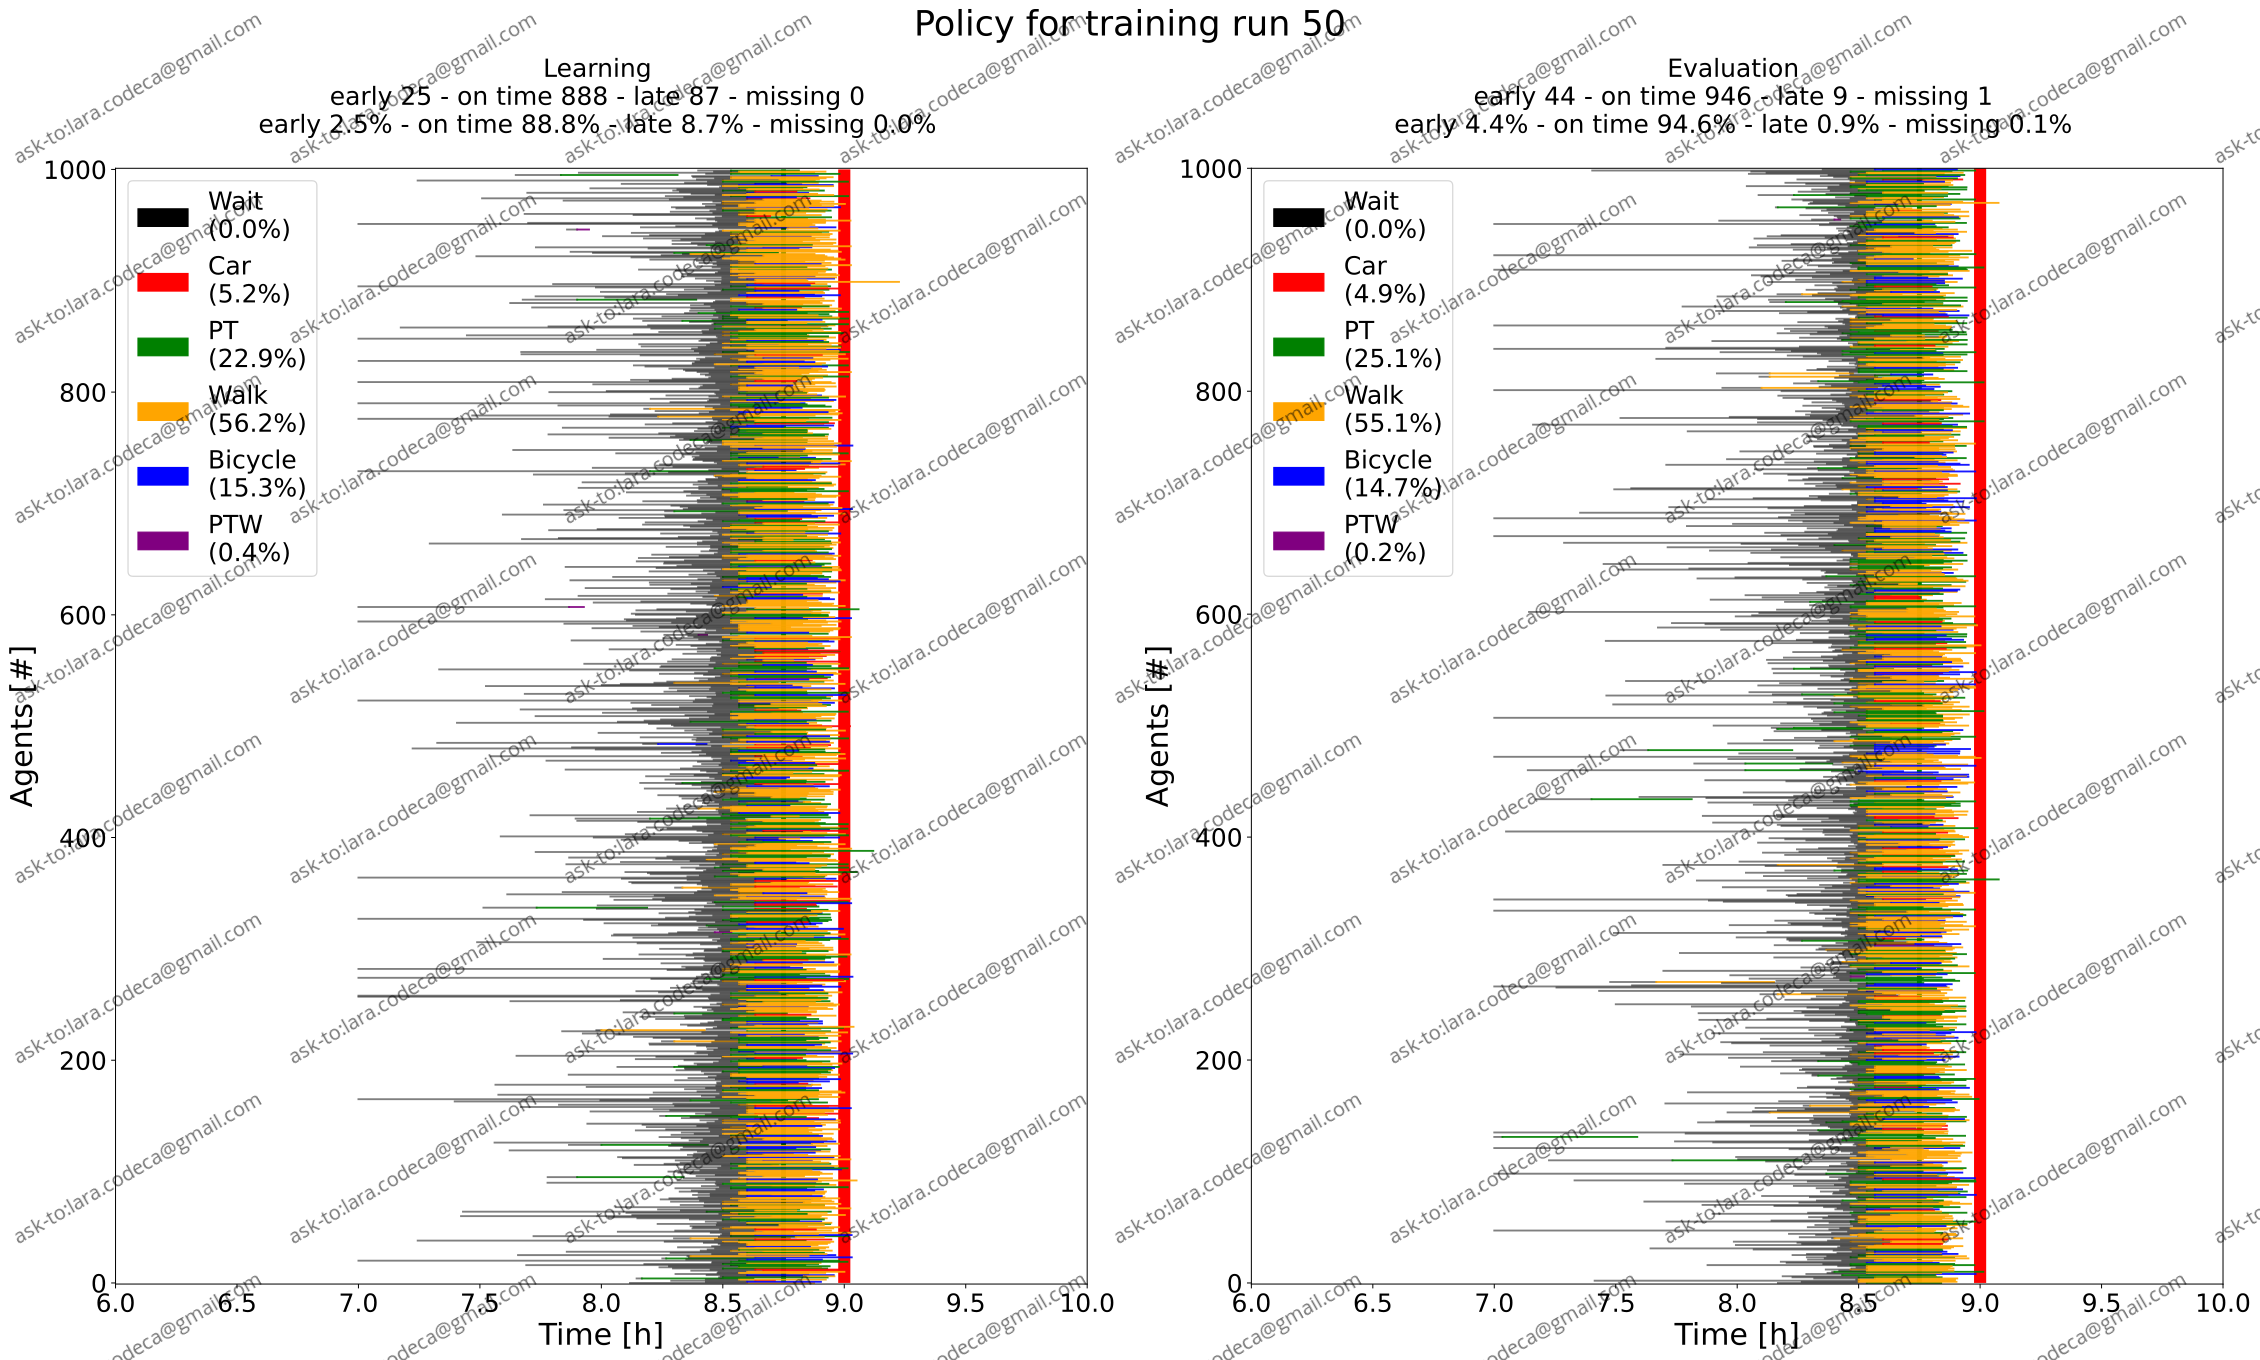 Policy for training run 50
Learning
early 25 - on time 888 - late 87 - missing 0
early 2.5% - on time 88.8% - late 8.7% - missing 0.0%
1000
800
600
400
200
0
Agents [#]
Wait
(0.0%)
Car
(5.2%)
PT
(22.9%)
Walk
(56.2%)
Bicycle
(15.3%)
PTW
(0.4%)
6.0 6.5 7.0 7.5 8.0 8.5 9.0 9.5 10.0
Time [h]
Evaluation
early 44 - on time 946 - late 9 - missing 1
early 4.4% - on time 94.6% - late 0.9% - missing 0.1%
1000
800
600
400
200
0
Agents [#]
Wait
(0.0%)
Car
(4.9%)
PT
(25.1%)
Walk
(55.1%)
Bicycle
(14.7%)
PTW
(0.2%)
6.0 6.5 7.0 7.5 8.0 8.5 9.0 9.5 10.0
Time [h]
ask-to:lara.codeca@gmail.com